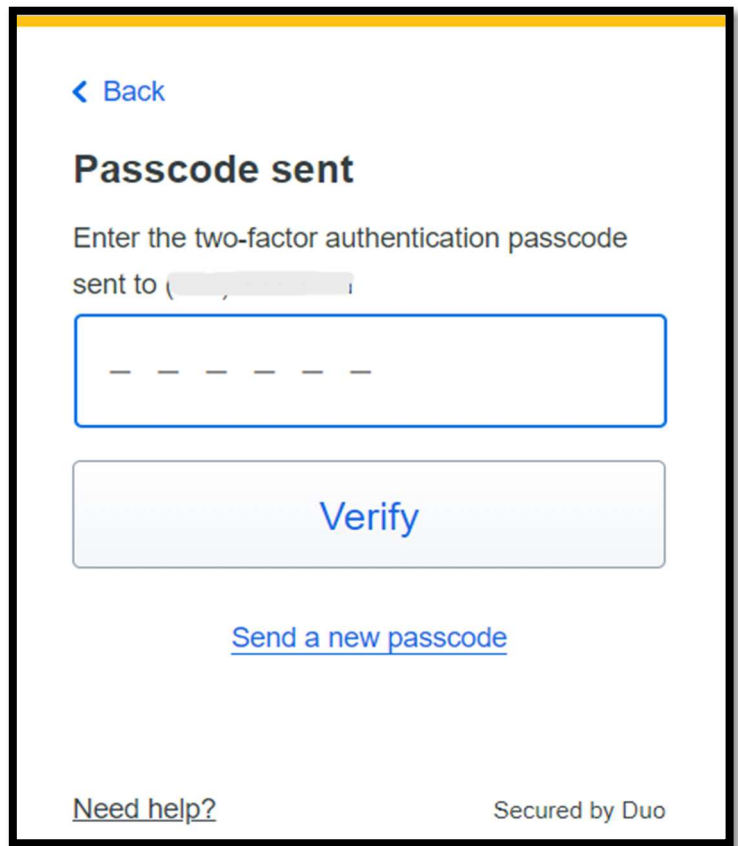 Back
Passcode sent
Enter the two-factor authentication passcode
sent to
Verify
Send a new passcode
Need help?
Secured by Duo